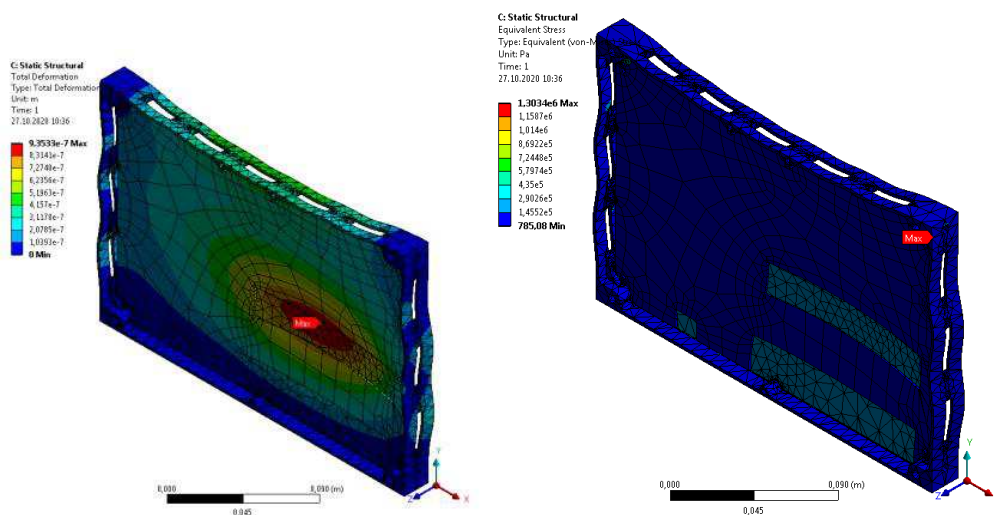 C: Static Structural
Total Deformation
Type: Total Deformation
Unit: m
Time: 1
27.10.2020 10:36
9,3533e-7 Max
8,3141e-7
7,2748e-7
6,2356e-7
5,1963e-7
4,157e-7
3,1178e-7
2,0785e-7
1,0393e-7
0 Min
Max
0,000
0,090 (m)
0,045
Y
Z
X
C: Static Structural
Equivalent Stress
Type: Equivalent (von-M
Unit: Pa
Time: 1
27.10.2020 10:36
1,3034e6 Max
1,1587e6
1,014e6
8,6922e5
7,2448e5
5,7974e5
4,35e5
2,9026e5
1,4552e5
785,08 Min
Max
0,000
0,090 (m)
0,045
Y
Z